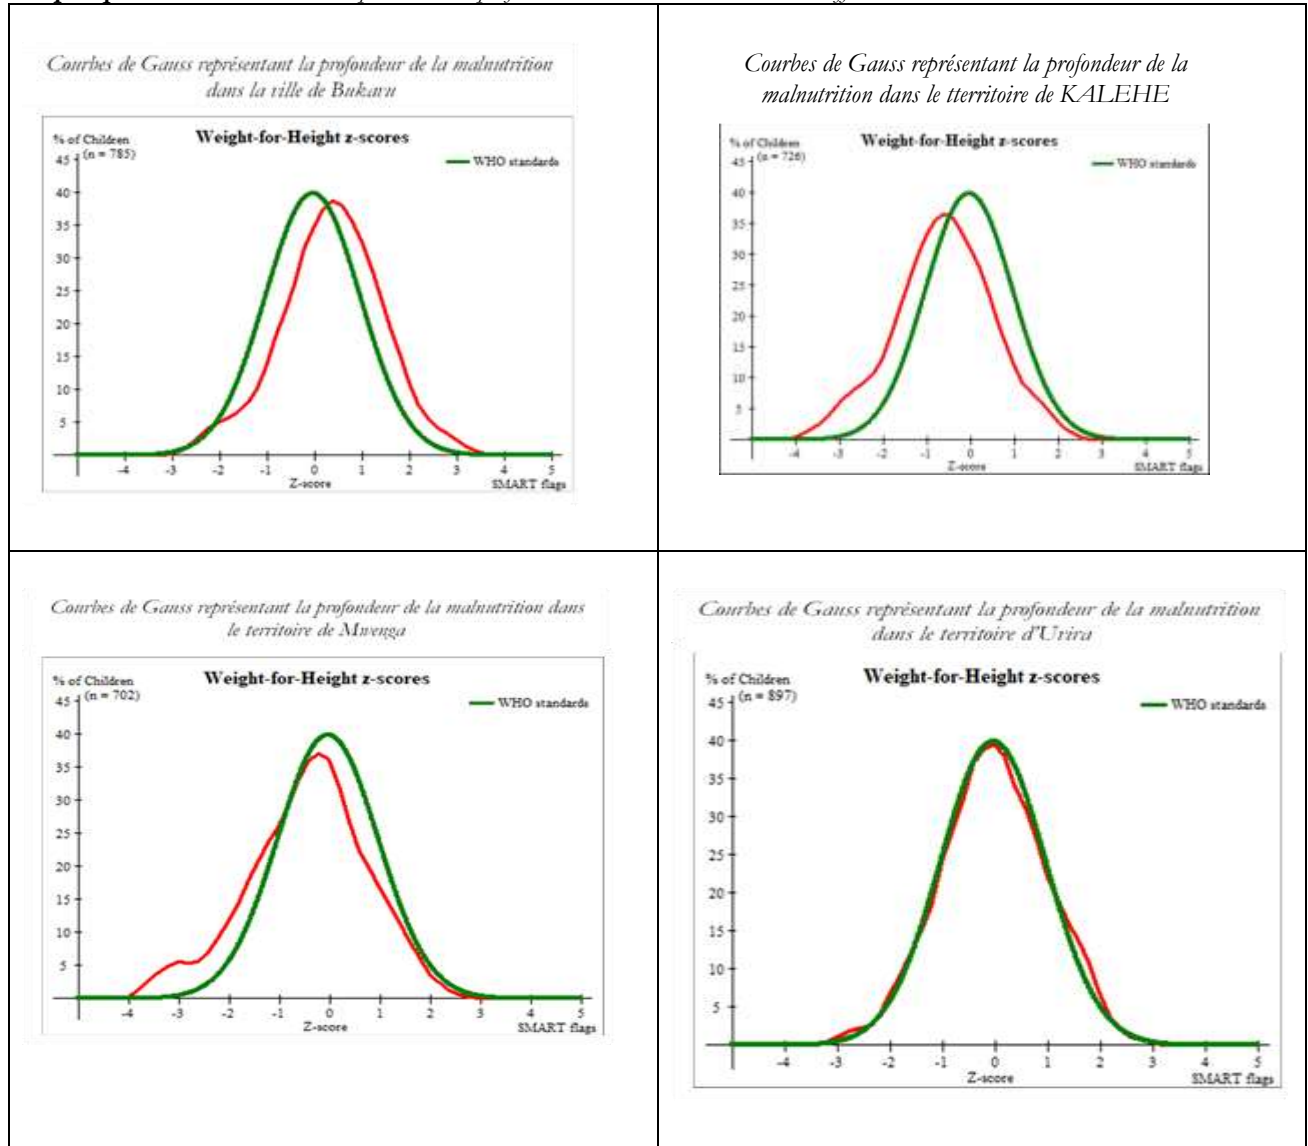 Courbes de Gauss représentant la profondeur de la malnutrition
dans la ville de Bukavu
Weight-for-Height z-scores
% of Children
(n = 785)
WHO standards
45
40
35
30
25
20
15
10
5
-4 -3 -2 -1 0 1 2 3 4 5
Z-score
SMART flags
Courbes de Gauss représentant la profondeur de la
malnutrition dans le tterritoire de KALEHE
Weight-for-Height z-scores
% of Children
(n = 726)
WHO standards
45
40
35
30
25
20
15
10
5
-4 -3 -2 -1 0 1 2 3 4 5
Z-score
SMART flags
Courbes de Gauss représentant la profondeur de la malnutrition dans
le territoire de Mwenga
Weight-for-Height z-scores
% of Children
(n = 702)
WHO standards
45
40
35
30
25
20
15
10
5
-4 -3 -2 -1 0 1 2 3 4 5
Z-score
SMART flags
Courbes de Gauss représentant la profondeur de la malnutrition
dans le territoire d'Uvira
Weight-for-Height z-scores
% of Children
(n = 897)
WHO standards
45
40
35
30
25
20
15
10
5
-4 -3 -2 -1 0 1 2 3 4 5
Z-score
SMART flags